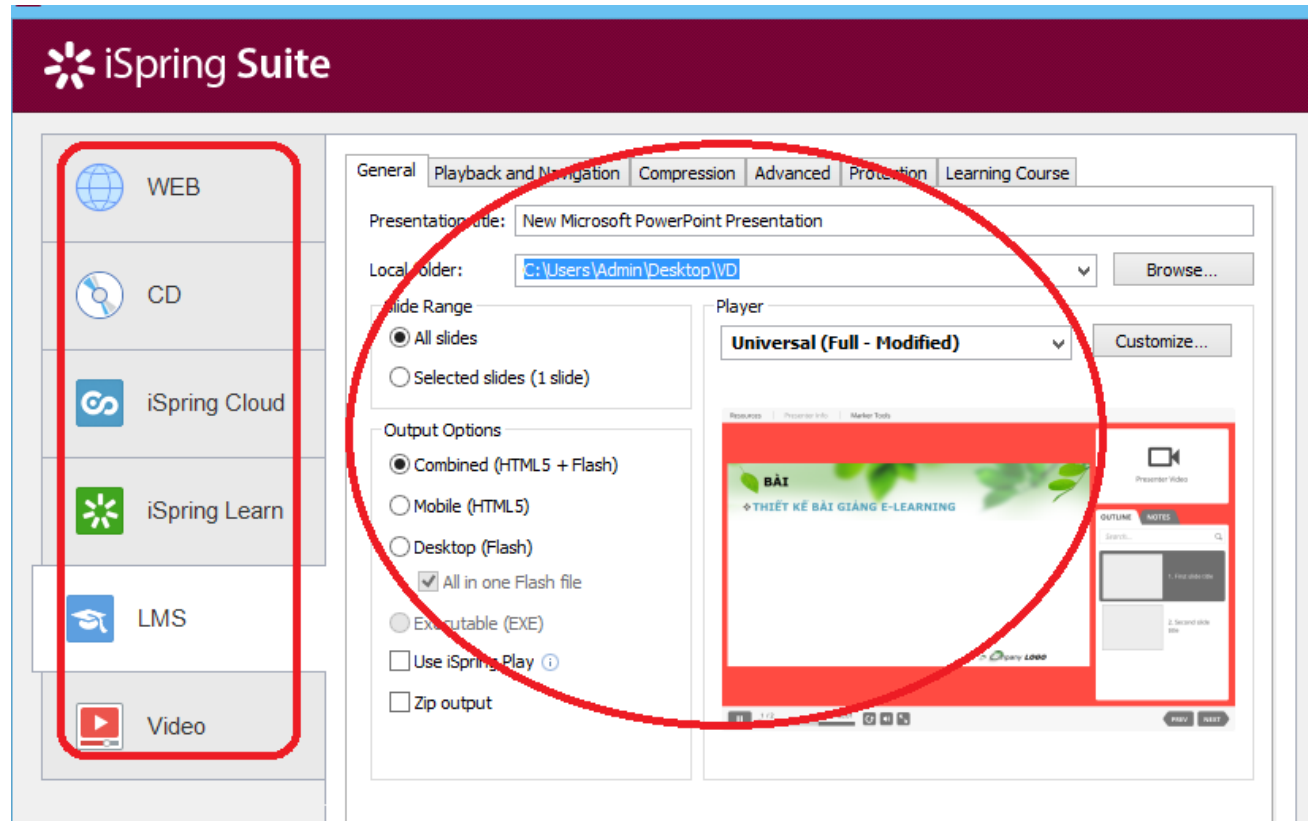 iSpring Suite
WEB
CD
iSpring Cloud
iSpring Learn
LMS
Video
General Playback and Navigation Compression Advanced Protection Learning Course
Presentation title: New Microsoft PowerPoint Presentation
Local folder: C:\Users\Admin\Desktop\VD Browse...
Slide Range
All slides
Selected slides (1 slide)
Output Options
Combined (HTML5 + Flash)
Mobile (HTML5)
Desktop (Flash)
All in one Flash file
Executable (EXE)
Use iSpring Play
Zip output
Player
Universal (Full - Modified) Customize...
Resources Presenter Info Marker Tools
BÀI
THIẾT KẾ BÀI GIẢNG E-LEARNING
Company LOGO
Presenter Video
OUTLINE NOTES
Search...
1. First slide title
2. Second slide
title
PREV NEXT